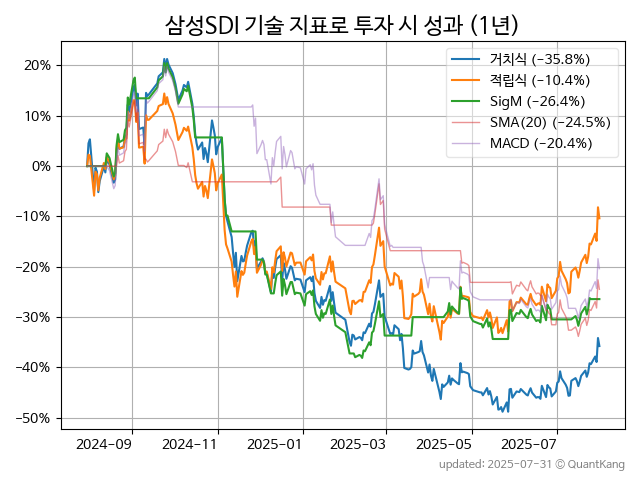 삼성SDI 기술 지표로 투자 시 성과 (1년)
거치식 (−35.8%)
적립식 (−10.4%)
SigM (−26.4%)
SMA(20) (−24.5%)
MACD (−20.4%)
20%
10%
0%
−10%
−20%
−30%
−40%
−50%
2024−09 2024−11 2025−01 2025−03 2025−05 2025−07
updated: 2025-07-31 © QuantKang